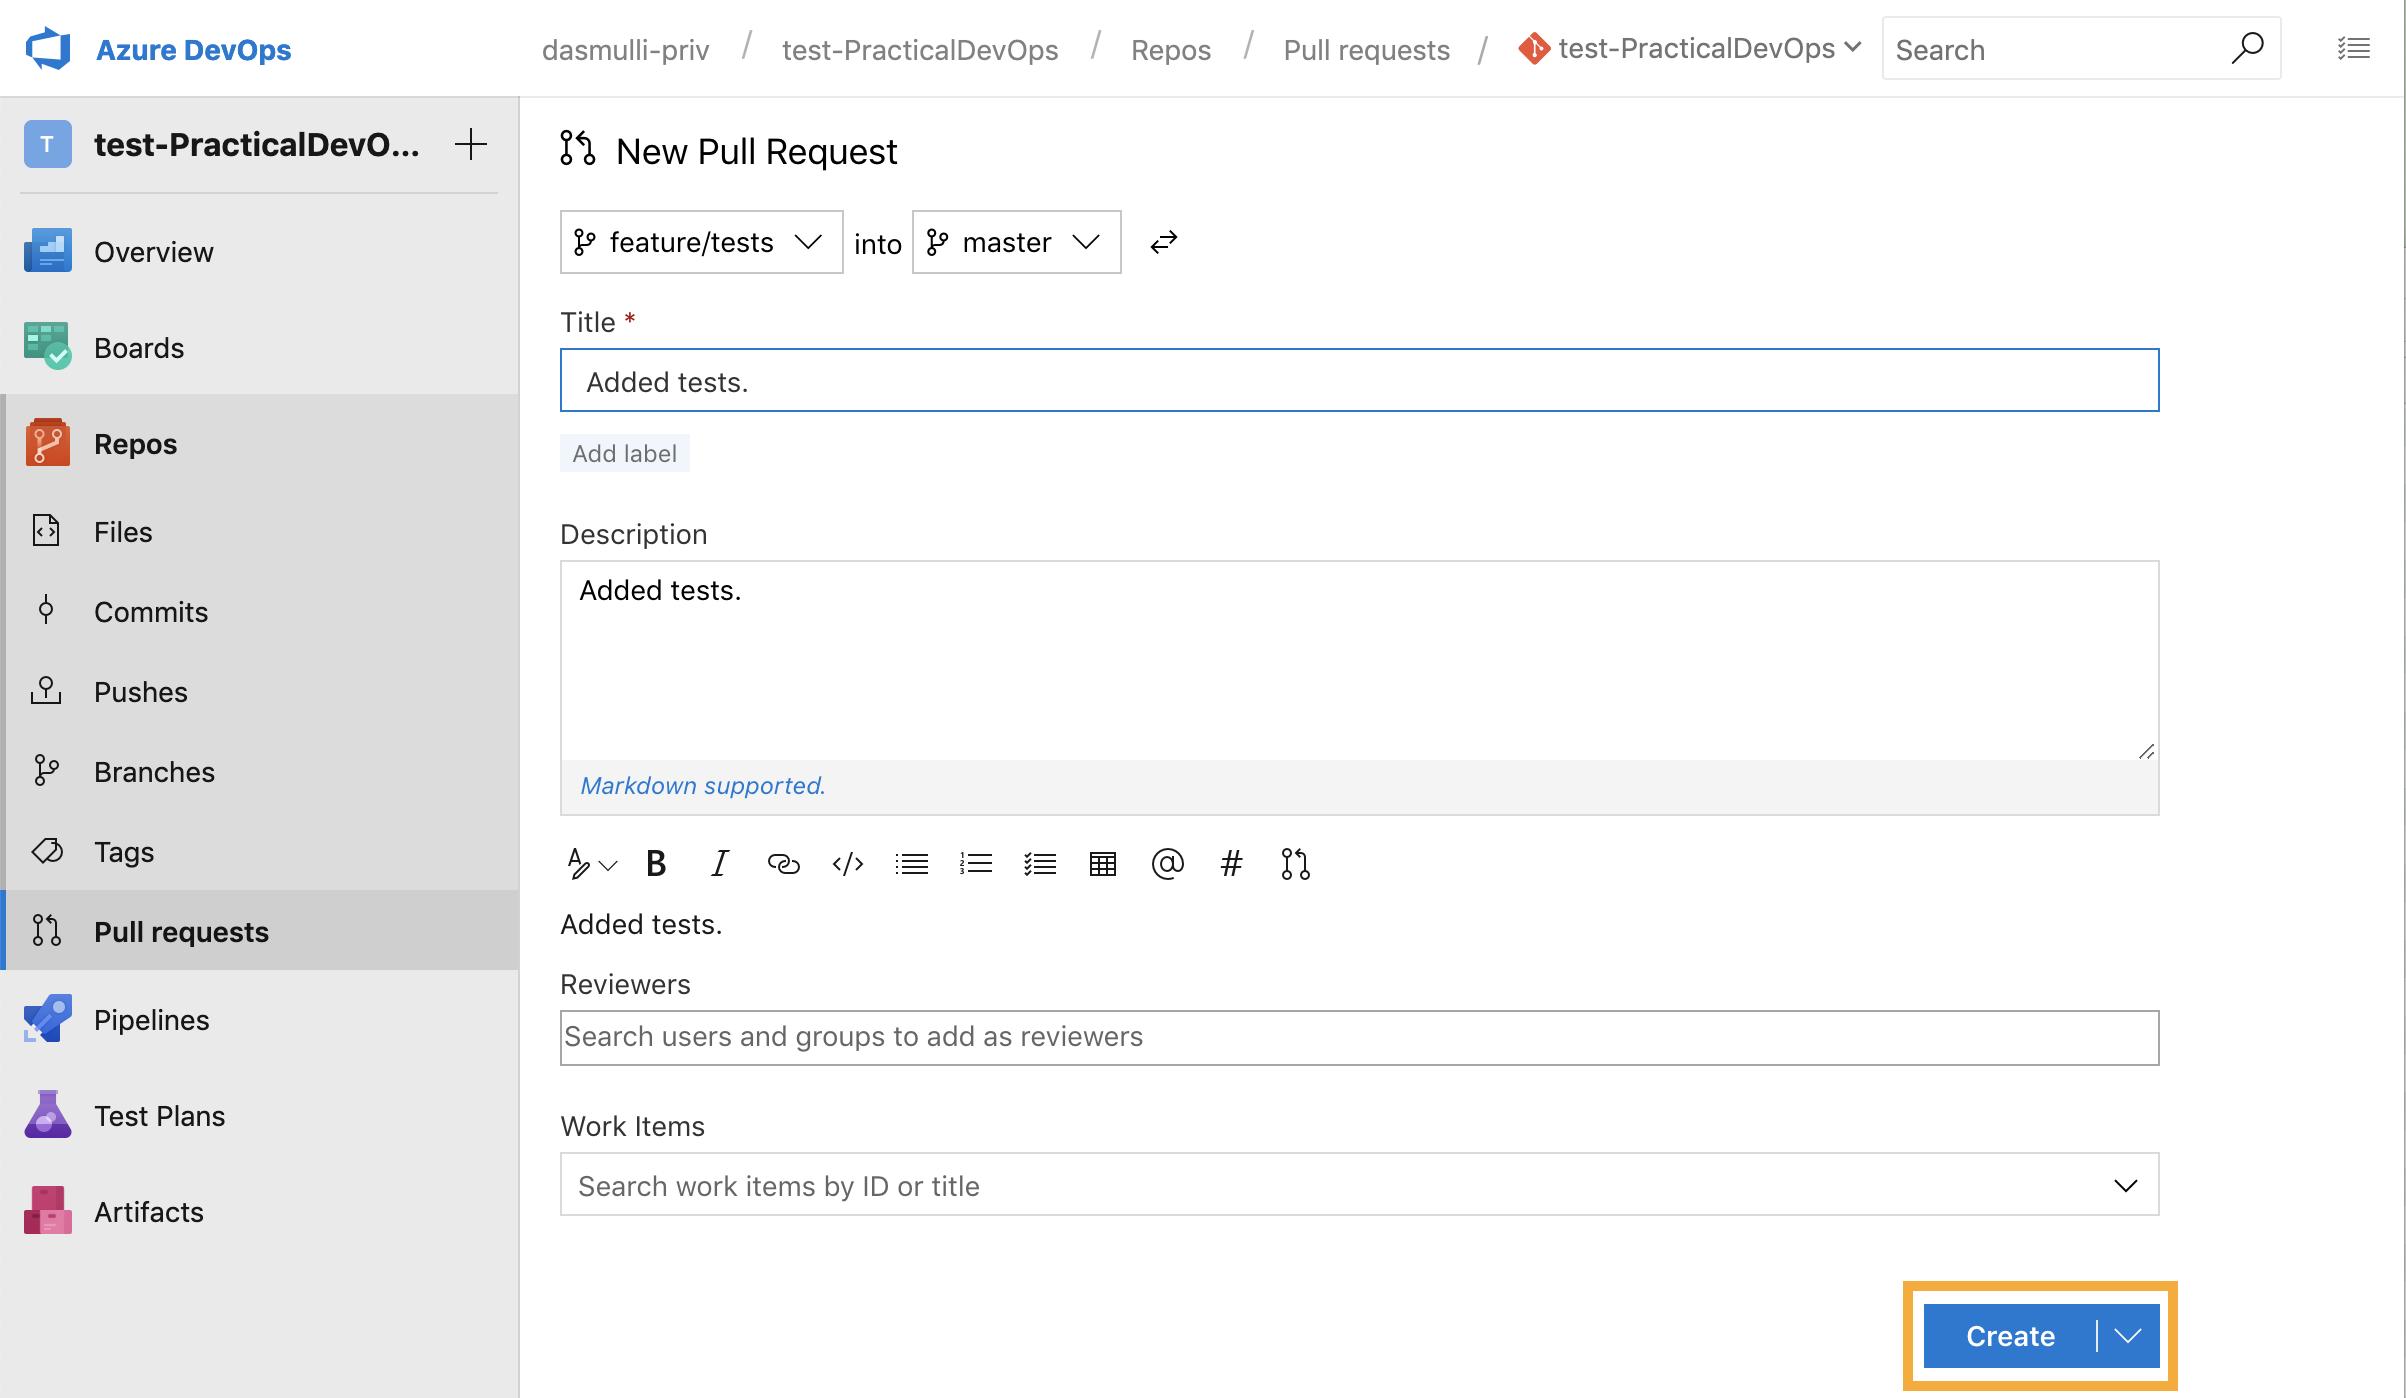 Azure DevOps
dasmulli-priv / test-PracticalDevOps / Repos / Pull requests / test-PracticalDevOps
Search
T
test-PracticalDevO...
Overview
Boards
Repos
Files
Commits
Pushes
Branches
Tags
Pull requests
Pipelines
Test Plans
Artifacts
New Pull Request
feature/tests into master
Title *
Added tests.
Add label
Description
Added tests.
Markdown supported.
B I </> @ #
Added tests.
Reviewers
Search users and groups to add as reviewers
Work Items
Search work items by ID or title
Create